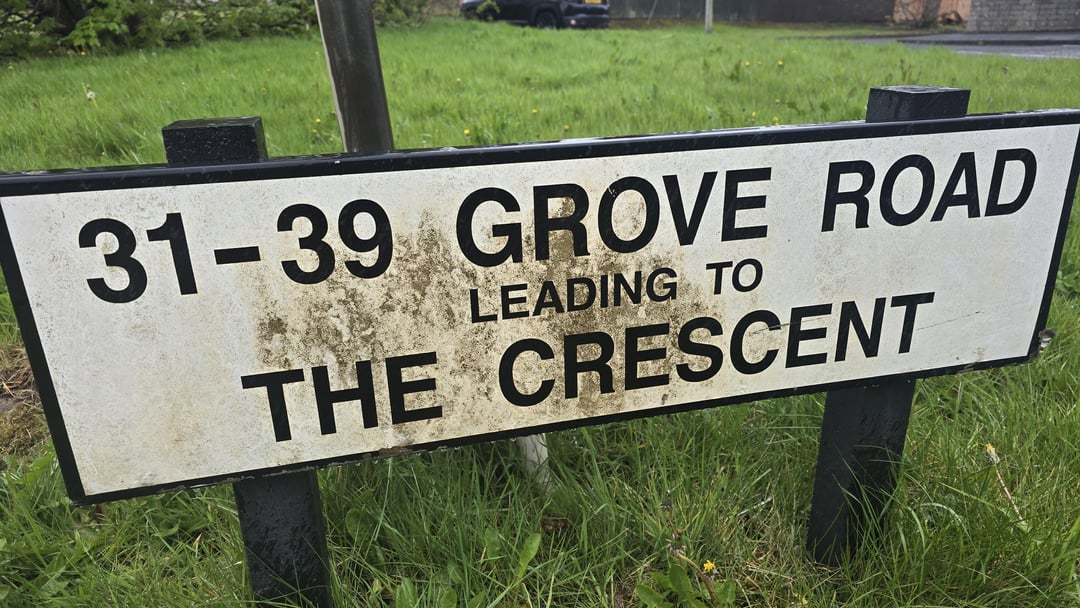 31-39 GROVE ROAD
LEADING TO
THE CRESCENT